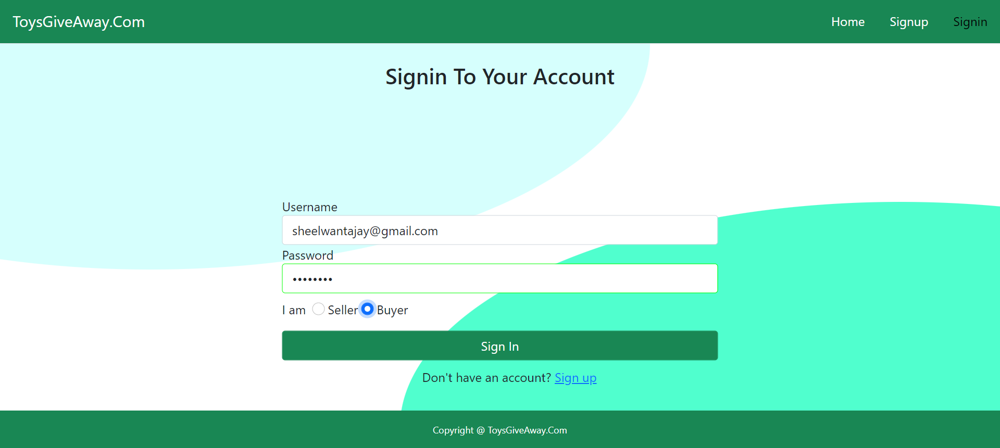 ToysGiveAway.Com Home Signup Signin
Signin To Your Account
Username
sheelwantajay@gmail.com
Password
••••••••
I am Seller Buyer
Sign In
Don't have an account? Sign up
Copyright @ ToysGiveAway.Com